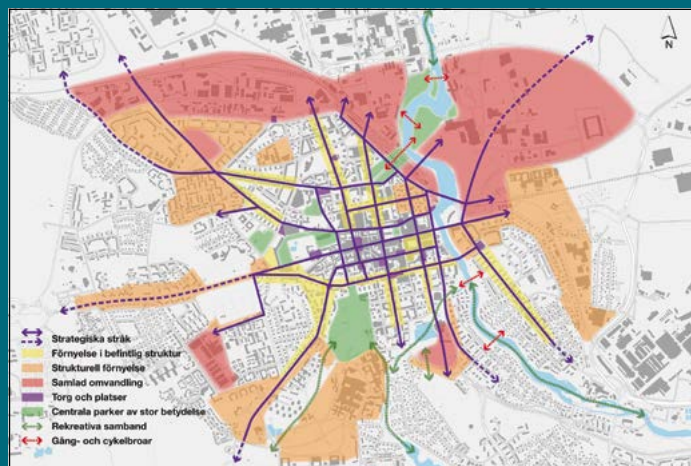 N
Strategiska stråk
Förnyelse i befintlig struktur
Strukturell förnyelse
Samlad omvandling
Torg och platser
Centrala parker av stor betydelse
Rekreativa samband
Gång- och cykelbroar